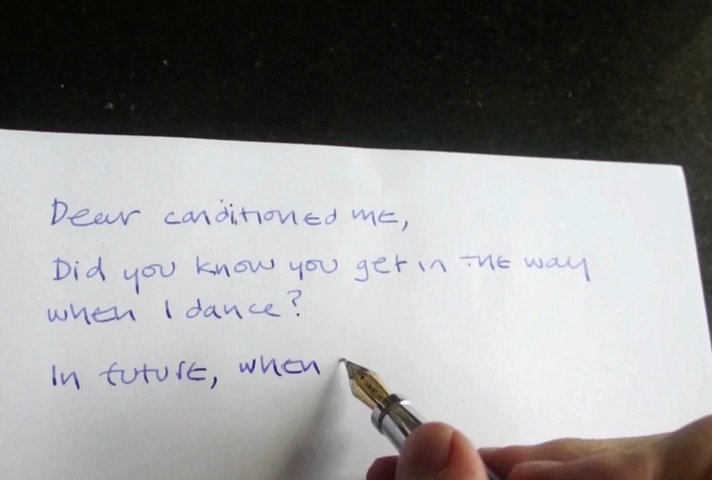 Dear conditioned me,
Did you know you get in the way
when I dance?
In future, when